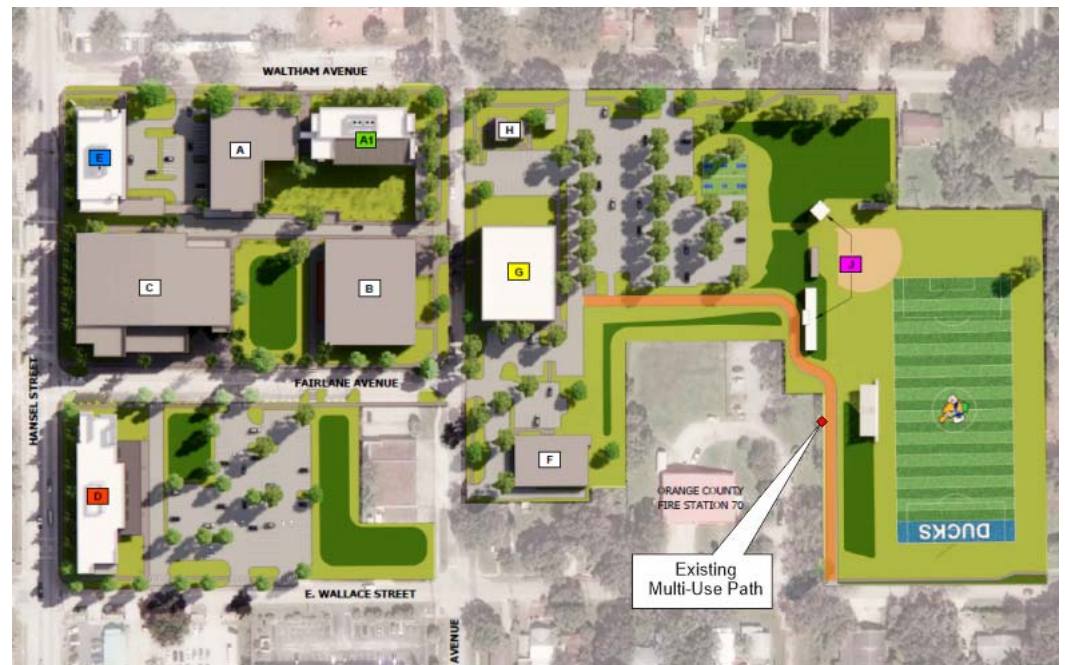 WALTHAM AVENUE
E
A
A1
H
G
J
C
B
HANSEL STREET
FAIRLANE AVENUE
D
F
ORANGE COUNTY
FIRE STATION 70
DUCKS
Existing
Multi-Use Path
E. WALLACE STREET
AVENUE